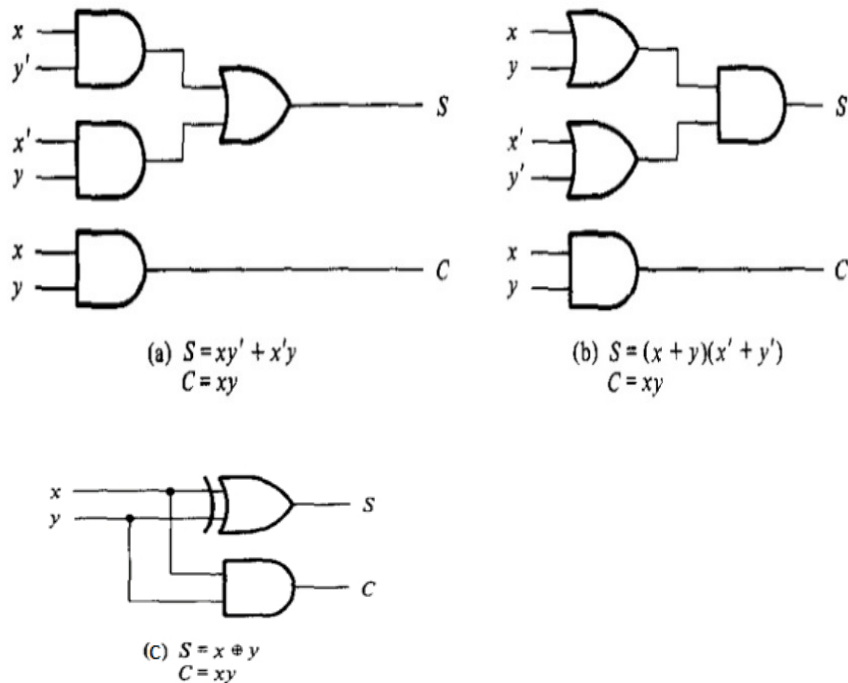 x
y'
x'
y
S
x
y
C
(a) S = xy' + x'y
C = xy
x
y
x'
y'
S
x
y
C
(b) S = (x + y)(x' + y')
C = xy
x
y
S
C
(C) S = x ⊕ y
C = xy